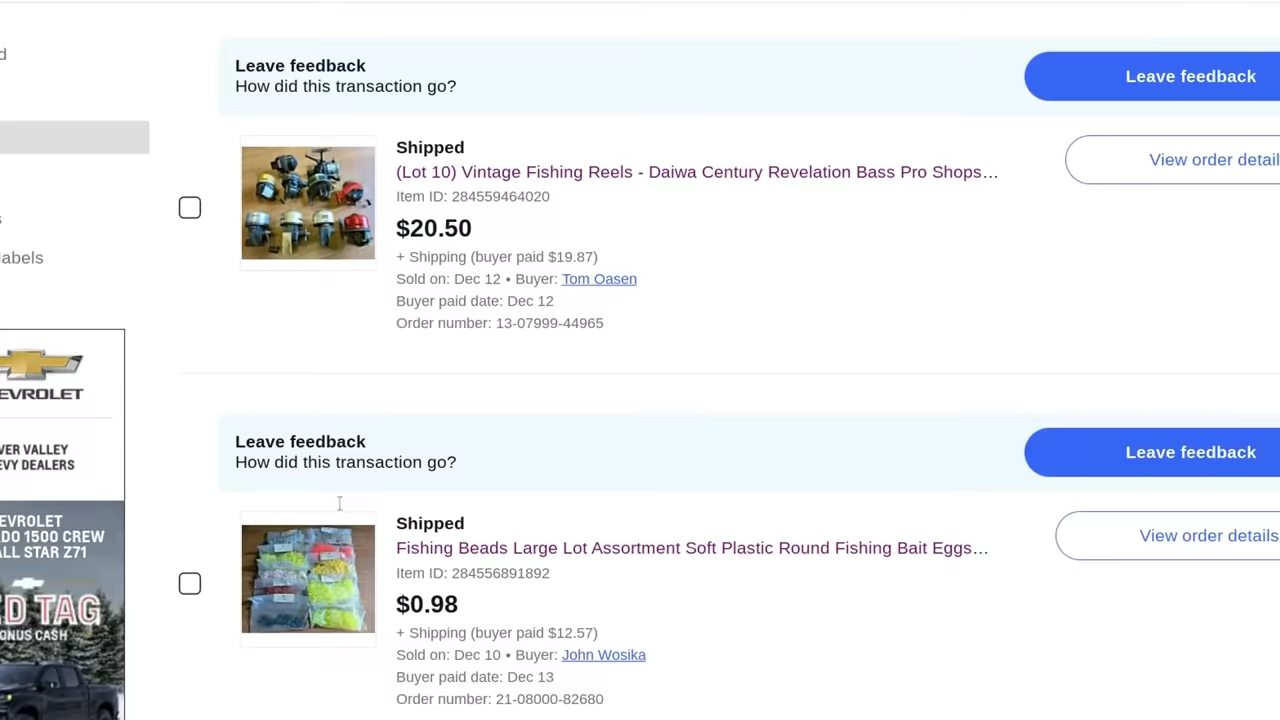 d
s
labels
EVROLET
VER VALLEY
EVY DEALERS
EVROLET
DO 1500 CREW
ALL STAR Z71
D TAG
ONUS CASH
Leave feedback
How did this transaction go?
Leave feedback
Shipped
(Lot 10) Vintage Fishing Reels - Daiwa Century Revelation Bass Pro Shops…
View order detail
Item ID: 284559464020
$20.50
+ Shipping (buyer paid $19.87)
Sold on: Dec 12 • Buyer: Tom Oasen
Buyer paid date: Dec 12
Order number: 13-07999-44965
Leave feedback
How did this transaction go?
Leave feedback
Shipped
Fishing Beads Large Lot Assortment Soft Plastic Round Fishing Bait Eggs…
View order details
Item ID: 284556891892
$0.98
+ Shipping (buyer paid $12.57)
Sold on: Dec 10 • Buyer: John Wosika
Buyer paid date: Dec 13
Order number: 21-08000-82680